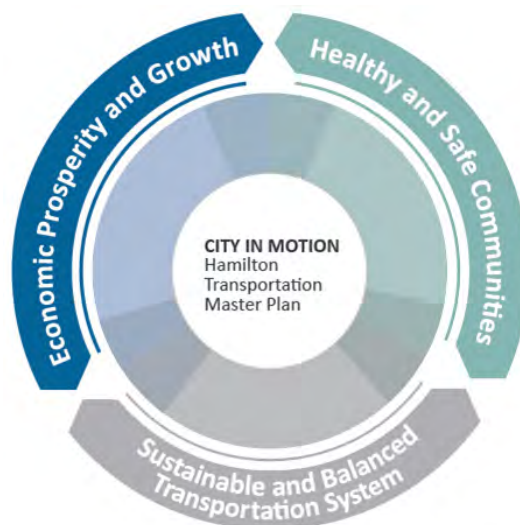 Economic Prosperity and Growth
Healthy and Safe Communities
CITY IN MOTION
Hamilton
Transportation
Master Plan
Sustainable and Balanced
Transportation System